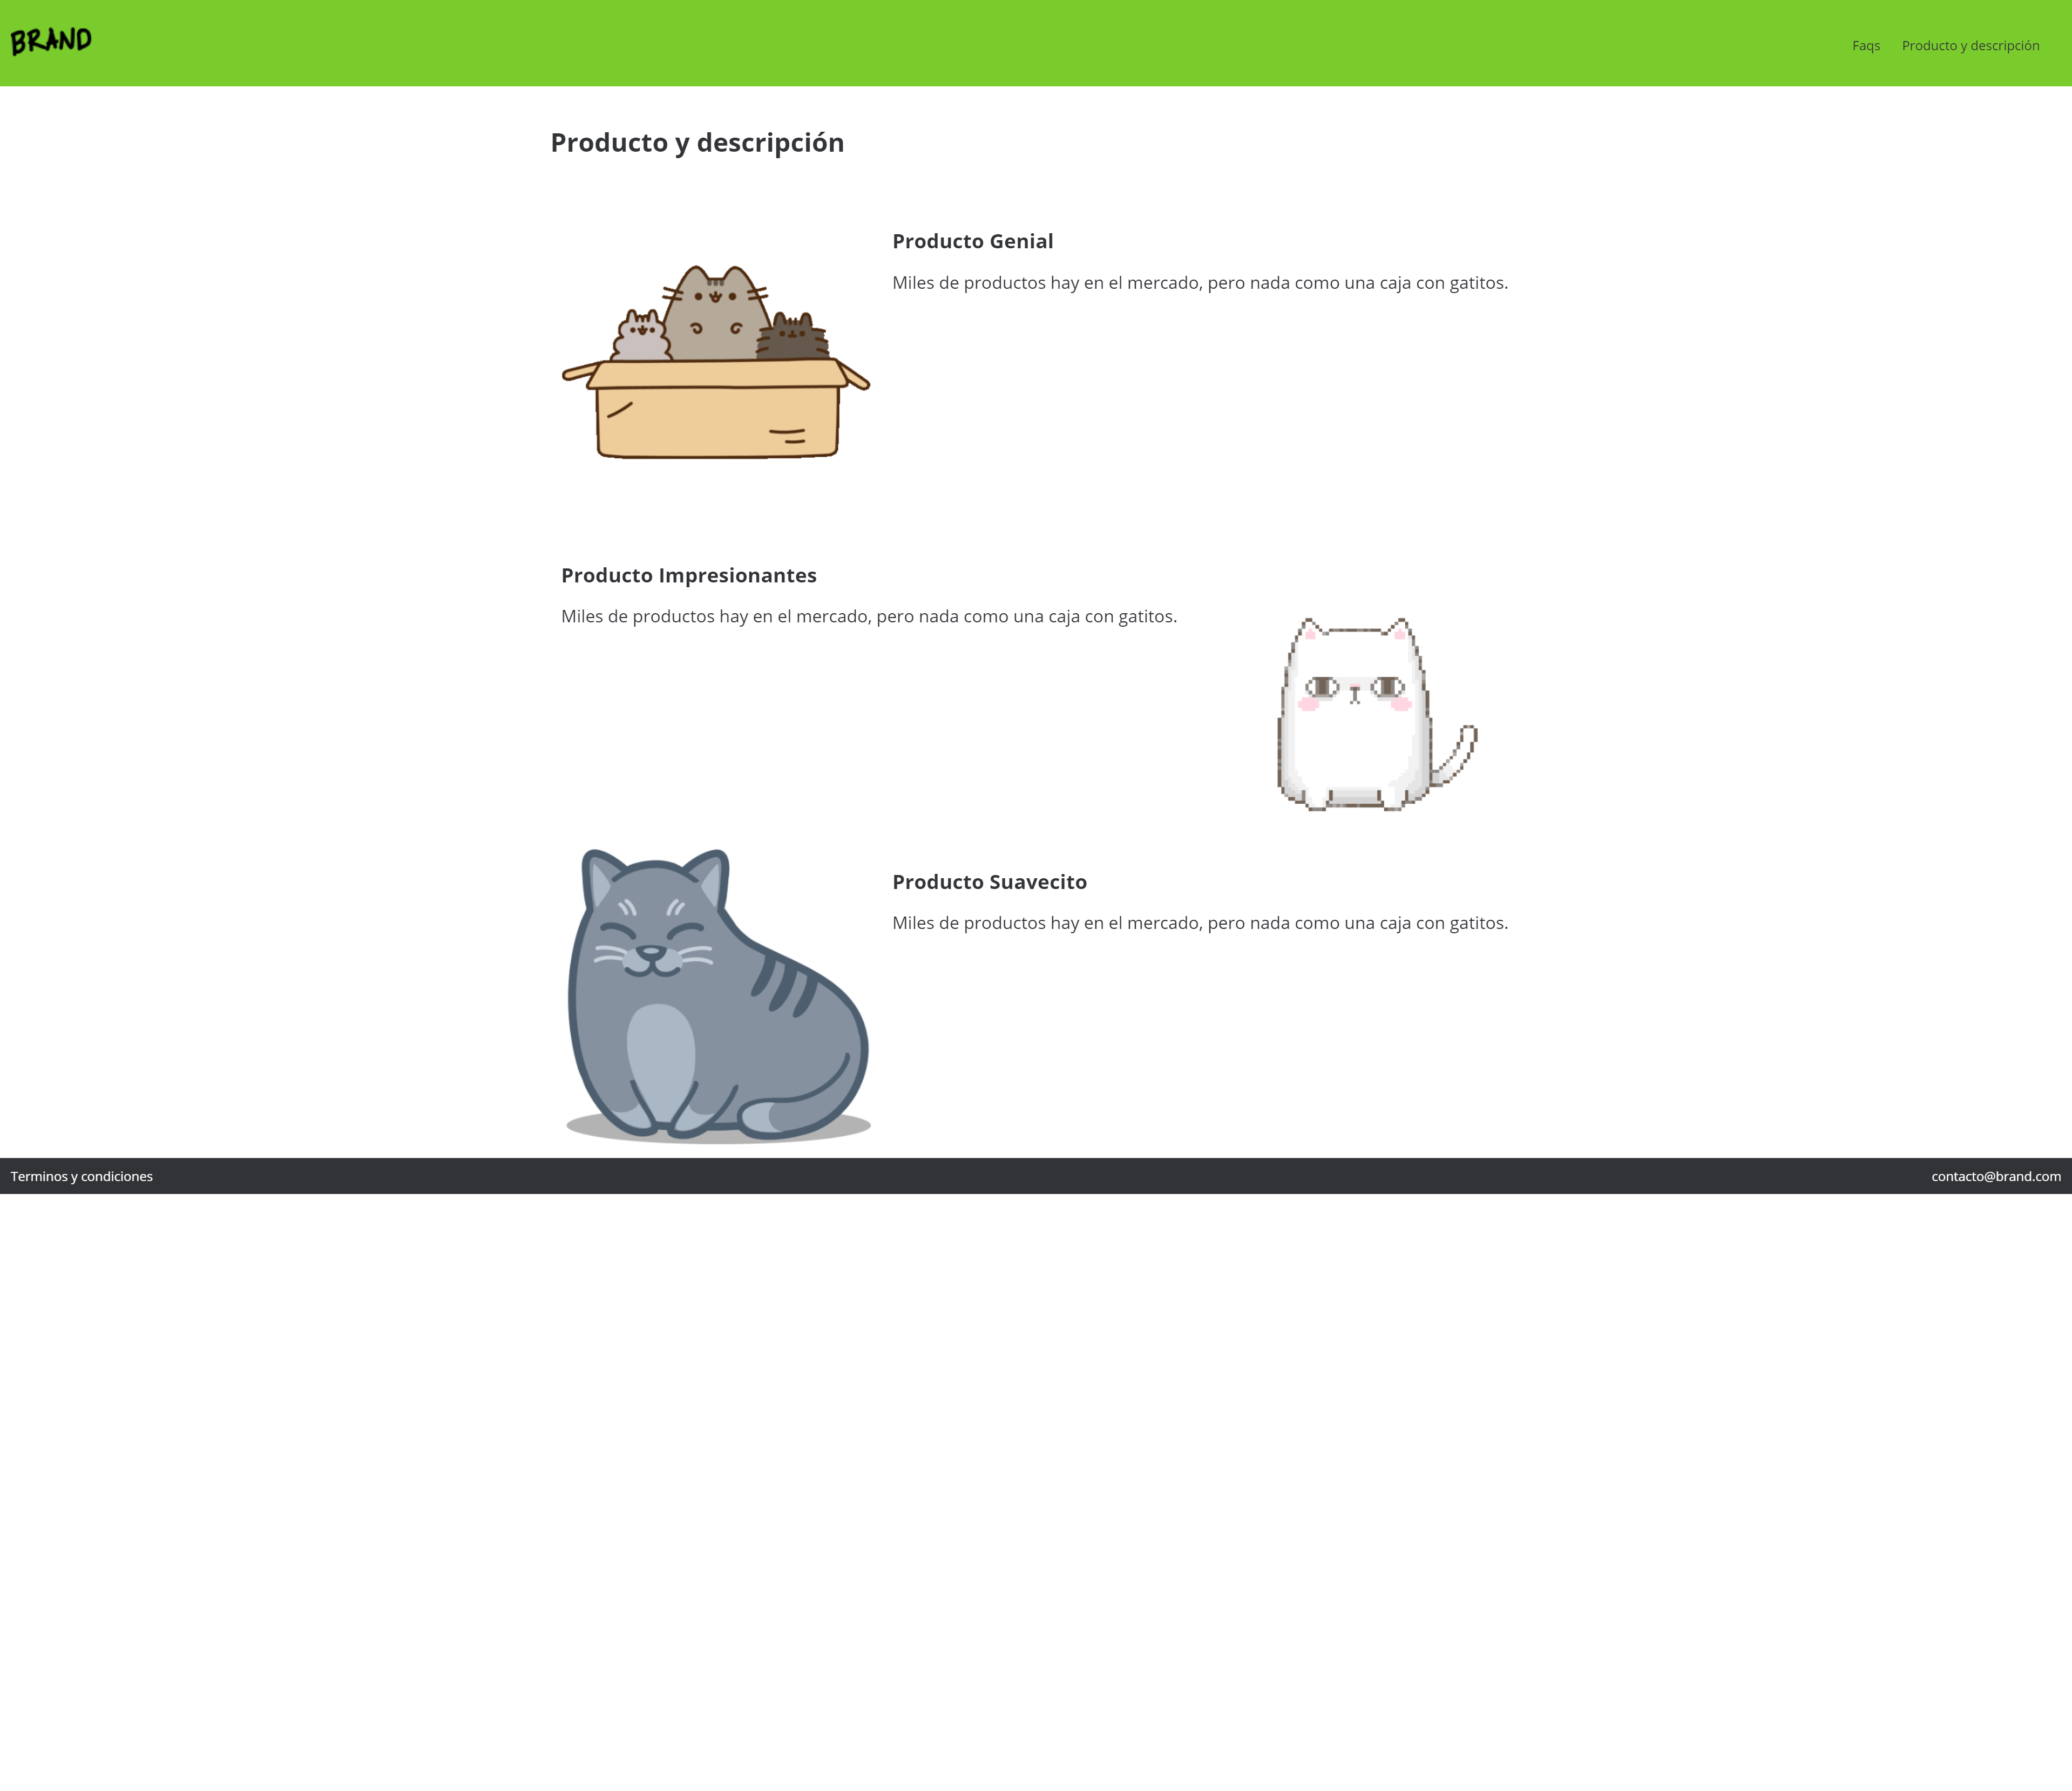 BRAND
Faqs
Producto y descripción
Producto y descripción
Producto Genial
Miles de productos hay en el mercado, pero nada como una caja con gatitos.
Producto Impresionantes
Miles de productos hay en el mercado, pero nada como una caja con gatitos.
Producto Suavecito
Miles de productos hay en el mercado, pero nada como una caja con gatitos.
Terminos y condiciones
contacto@brand.com